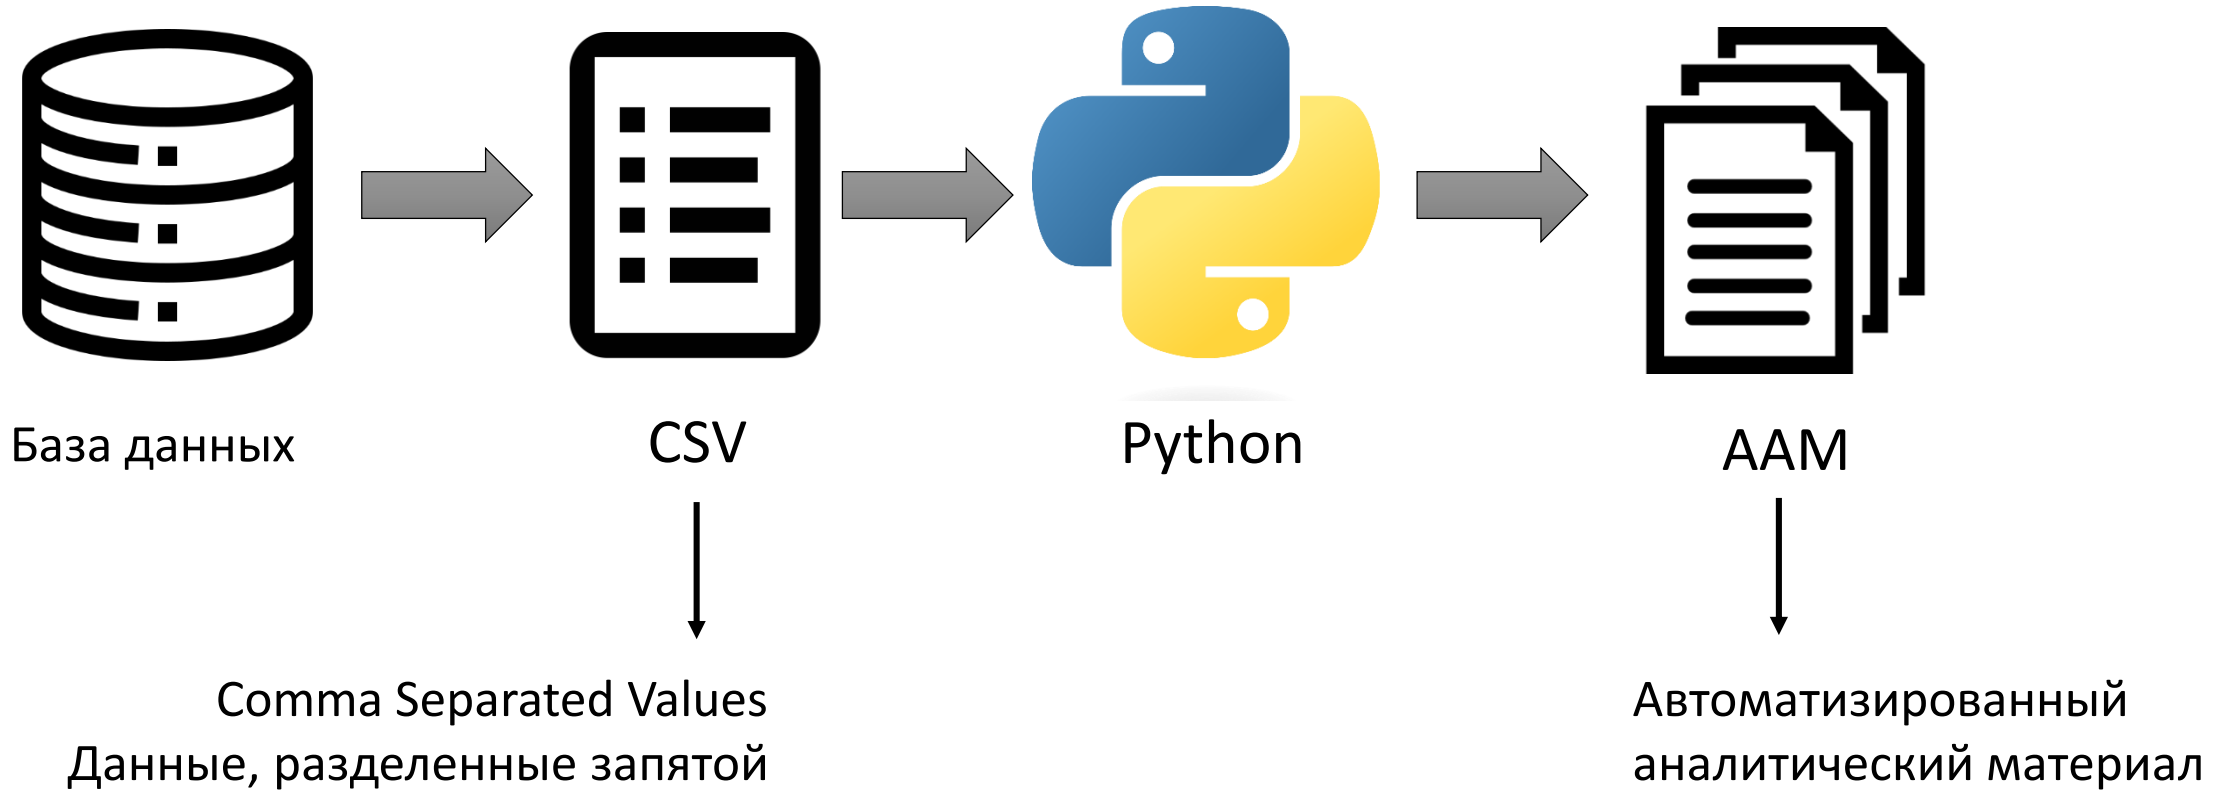 База данных
CSV
Python
ААМ
Comma Separated Values
Данные, разделенные запятой
Автоматизированный
аналитический материал